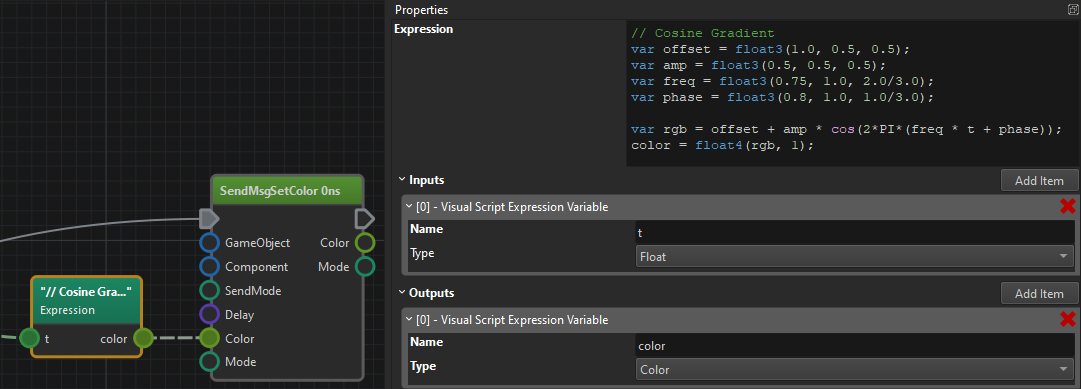 SendMsgSetColor 0ns
GameObject Color
Component Mode
SendMode
Delay
Color
Mode
"// Cosine Gra..."
Expression
t color
Properties
Expression
// Cosine Gradient
var offset = float3(1.0, 0.5, 0.5);
var amp = float3(0.5, 0.5, 0.5);
var freq = float3(0.75, 1.0, 2.0/3.0);
var phase = float3(0.8, 1.0, 1.0/3.0);
var rgb = offset + amp * cos(2*PI*(freq * t + phase));
color = float4(rgb, 1);
Inputs Add Item
[0] - Visual Script Expression Variable
Name t
Type Float
Outputs Add Item
[0] - Visual Script Expression Variable
Name color
Type Color